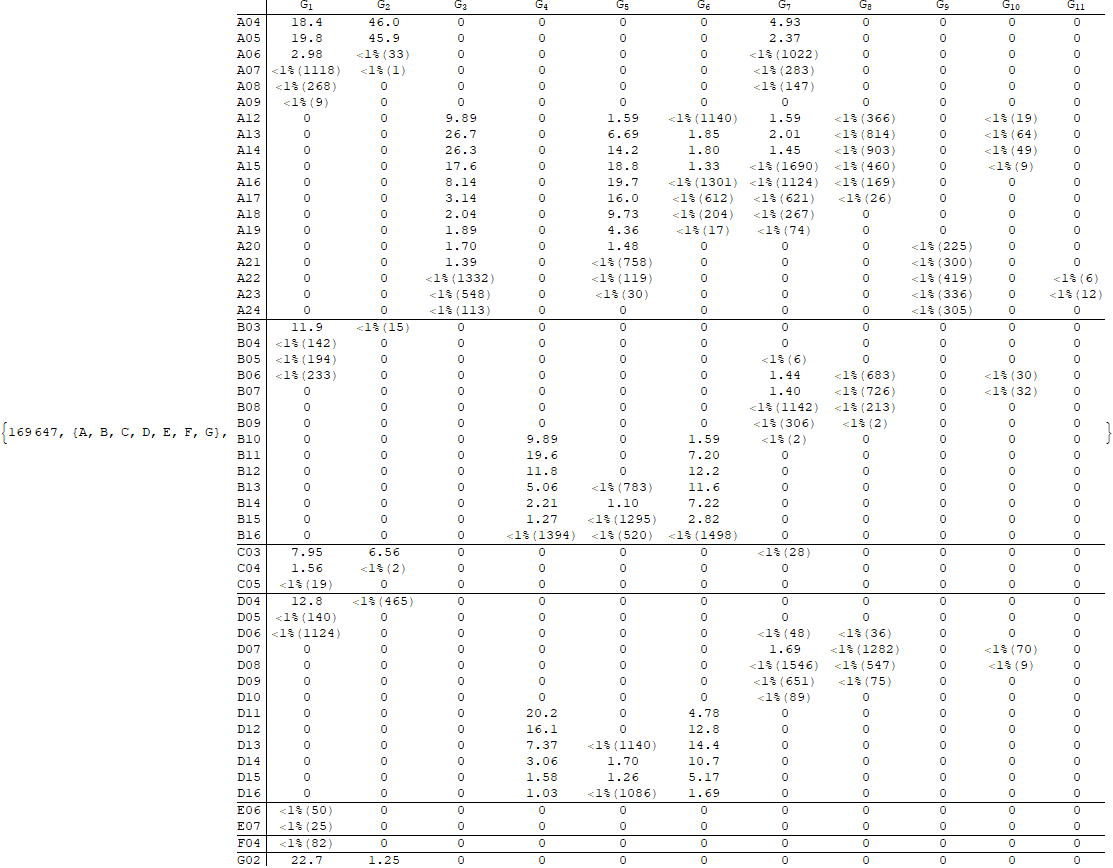 G1 G2 G3 G4 G5 G6 G7 G8 G9 G10 G11
A04 18.4 46.0 0 0 0 0 4.93 0 0 0 0
A05 19.8 45.9 0 0 0 0 2.37 0 0 0 0
A06 2.98 <1%(33) 0 0 0 0 <1%(1022) 0 0 0 0
A07 <1%(1118) <1%(1) 0 0 0 0 <1%(283) 0 0 0 0
A08 <1%(268) 0 0 0 0 0 <1%(147) 0 0 0 0
A09 <1%(9) 0 0 0 0 0 0 0 0 0 0
A12 0 0 9.89 0 1.59 <1%(1140) 1.59 <1%(366) 0 <1%(19) 0
A13 0 0 26.7 0 6.69 1.85 2.01 <1%(814) 0 <1%(64) 0
A14 0 0 26.3 0 14.2 1.80 1.45 <1%(903) 0 <1%(49) 0
A15 0 0 17.6 0 18.8 1.33 <1%(1690) <1%(460) 0 <1%(9) 0
A16 0 0 8.14 0 19.7 <1%(1301) <1%(1124) <1%(169) 0 0 0
A17 0 0 3.14 0 16.0 <1%(612) <1%(621) <1%(26) 0 0 0
A18 0 0 2.04 0 9.73 <1%(204) <1%(267) 0 0 0 0
A19 0 0 1.89 0 4.36 <1%(17) <1%(74) 0 0 0 0
A20 0 0 1.70 0 1.48 0 0 0 <1%(225) 0 0
A21 0 0 1.39 0 <1%(758) 0 0 0 <1%(300) 0 0
A22 0 0 <1%(1332) 0 <1%(119) 0 0 0 <1%(419) 0 <1%(6)
A23 0 0 <1%(548) 0 <1%(30) 0 0 0 <1%(336) 0 <1%(12)
A24 0 0 <1%(113) 0 0 0 0 0 <1%(305) 0 0
B03 11.9 <1%(15) 0 0 0 0 0 0 0 0 0
B04 <1%(142) 0 0 0 0 0 0 0 0 0 0
B05 <1%(194) 0 0 0 0 0 <1%(6) 0 0 0 0
B06 <1%(233) 0 0 0 0 0 1.44 <1%(683) 0 <1%(30) 0
B07 0 0 0 0 0 0 1.40 <1%(726) 0 <1%(32) 0
B08 0 0 0 0 0 0 <1%(1142) <1%(213) 0 0 0
B09 0 0 0 0 0 0 <1%(306) <1%(2) 0 0 0
{169647, {A, B, C, D, E, F, G}, }
B10 0 0 0 9.89 0 1.59 <1%(2) 0 0 0 0
B11 0 0 0 19.6 0 7.20 0 0 0 0 0
B12 0 0 0 11.8 0 12.2 0 0 0 0 0
B13 0 0 0 5.06 <1%(783) 11.6 0 0 0 0 0
B14 0 0 0 2.21 1.10 7.22 0 0 0 0 0
B15 0 0 0 1.27 <1%(1295) 2.82 0 0 0 0 0
B16 0 0 0 <1%(1394) <1%(520) <1%(1498) 0 0 0 0 0
C03 7.95 6.56 0 0 0 0 <1%(28) 0 0 0 0
C04 1.56 <1%(2) 0 0 0 0 0 0 0 0 0
C05 <1%(19) 0 0 0 0 0 0 0 0 0 0
D04 12.8 <1%(465) 0 0 0 0 0 0 0 0 0
D05 <1%(140) 0 0 0 0 0 0 0 0 0 0
D06 <1%(1124) 0 0 0 0 0 <1%(48) <1%(36) 0 0 0
D07 0 0 0 0 0 0 1.69 <1%(1282) 0 <1%(70) 0
D08 0 0 0 0 0 0 <1%(1546) <1%(547) 0 <1%(9) 0
D09 0 0 0 0 0 0 <1%(651) <1%(75) 0 0 0
D10 0 0 0 0 0 0 <1%(89) 0 0 0 0
D11 0 0 0 20.2 0 4.78 0 0 0 0 0
D12 0 0 0 16.1 0 12.8 0 0 0 0 0
D13 0 0 0 7.37 <1%(1140) 14.4 0 0 0 0 0
D14 0 0 0 3.06 1.70 10.7 0 0 0 0 0
D15 0 0 0 1.58 1.26 5.17 0 0 0 0 0
D16 0 0 0 1.03 <1%(1086) 1.69 0 0 0 0 0
E06 <1%(50) 0 0 0 0 0 0 0 0 0 0
E07 <1%(25) 0 0 0 0 0 0 0 0 0 0
F04 <1%(82) 0 0 0 0 0 0 0 0 0 0
G02 22.7 1.25 0 0 0 0 0 0 0 0 0